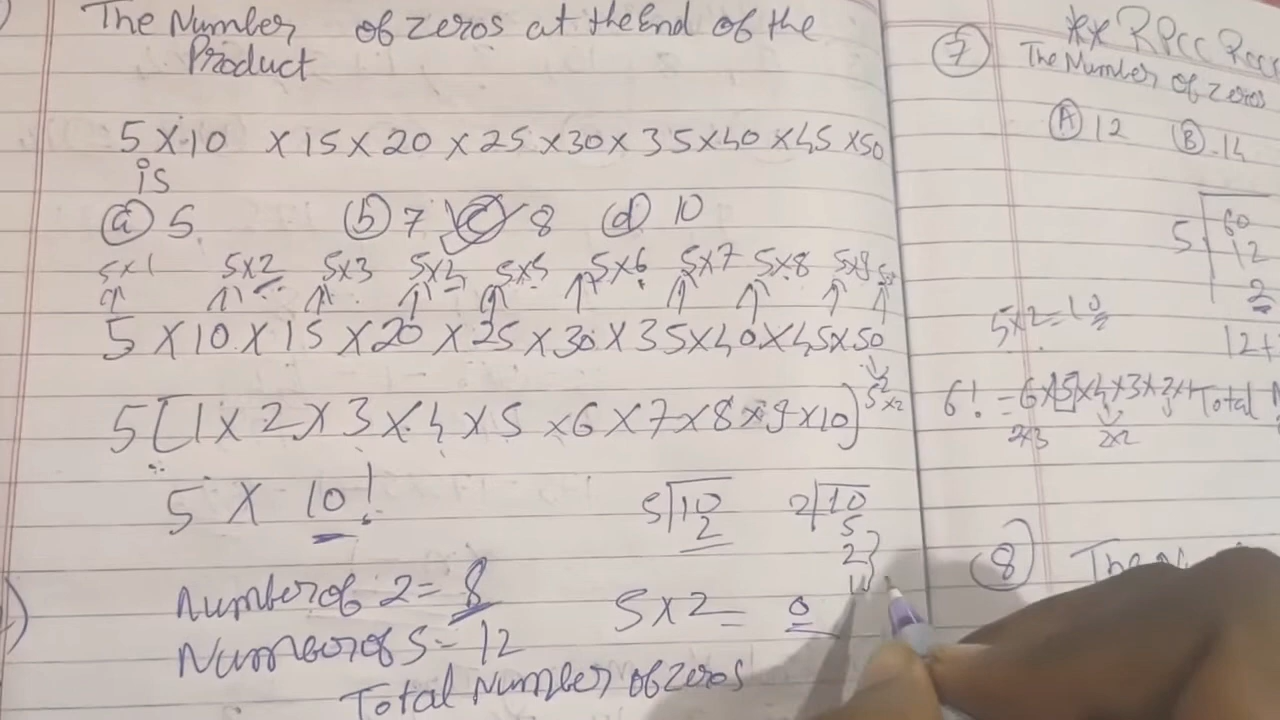 The Number of zeros at the End of the
Product
5 X 10 X 15 X 20 X 25 X 30 X 35 X 40 X 45 X 50
is
(a) 5 (b) 7 (c) 8 (d) 10
5x1 5x2 5x3 5x4 5x5 5x6 5x7 5x8 5x9
5 X 10 X 15 X 20 X 25 X 30 X 35 X 40 X 45 X 50
5 [1 X 2 X 3 X 4 X 5 X 6 X 7 X 8 X 9 X 10]
5 X 10!
5 10 2
2 10 5 2 1
Number of 2 = 8
5 X 2 = 0
Number of 5 = 12
Total Number of zeros
** RPCC
7 The Number of zeros
(A) 12 (B) 14
5 60
12
2
5x2=10
12+
6! = 6x5x4x3x2x1 Total
2x3 2x2
8